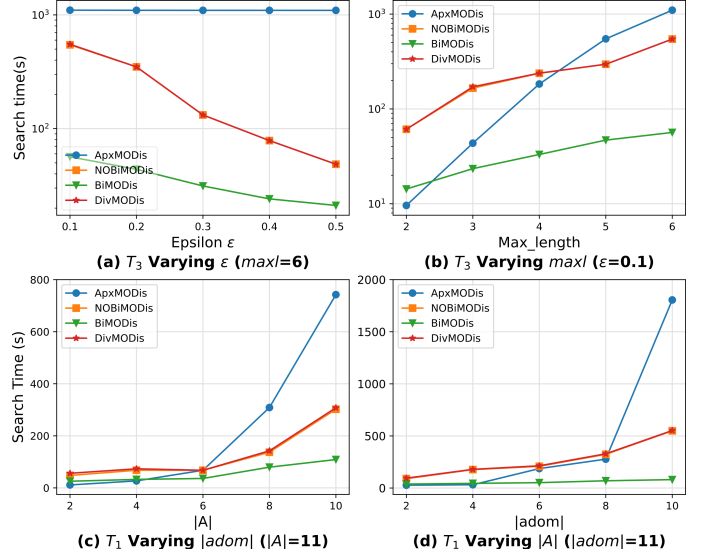 10³
10²
Search time(s)
ApxMODis
NOBiMODis
BiMODis
DivMODis
0.1 0.2 0.3 0.4 0.5
Epsilon ε
(a) T₃ Varying ε (maxl=6)
10³
10²
10¹
ApxMODis
NOBiMODis
BiMODis
DivMODis
2 3 4 5 6
Max_length
(b) T₃ Varying maxl (ε=0.1)
800
600
400
200
0
Search Time (s)
ApxMODis
NOBiMODis
BiMODis
DivMODis
2 4 6 8 10
|A|
(c) T₁ Varying |adom| (|A|=11)
2000
1500
1000
500
0
ApxMODis
NOBiMODis
BiMODis
DivMODis
2 4 6 8 10
|adom|
(d) T₁ Varying |A| (|adom|=11)